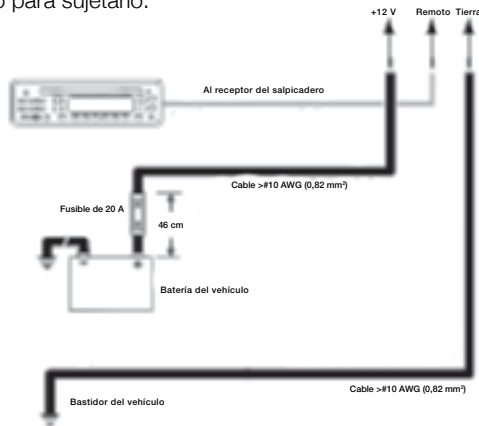 o para sujetarlo.
+12 V Remoto Tierra
Al receptor del salpicadero
Cable >#10 AWG (0,82 mm²)
Fusible de 20 A
46 cm
Batería del vehículo
Cable >#10 AWG (0,82 mm²)
Bastidor del vehículo